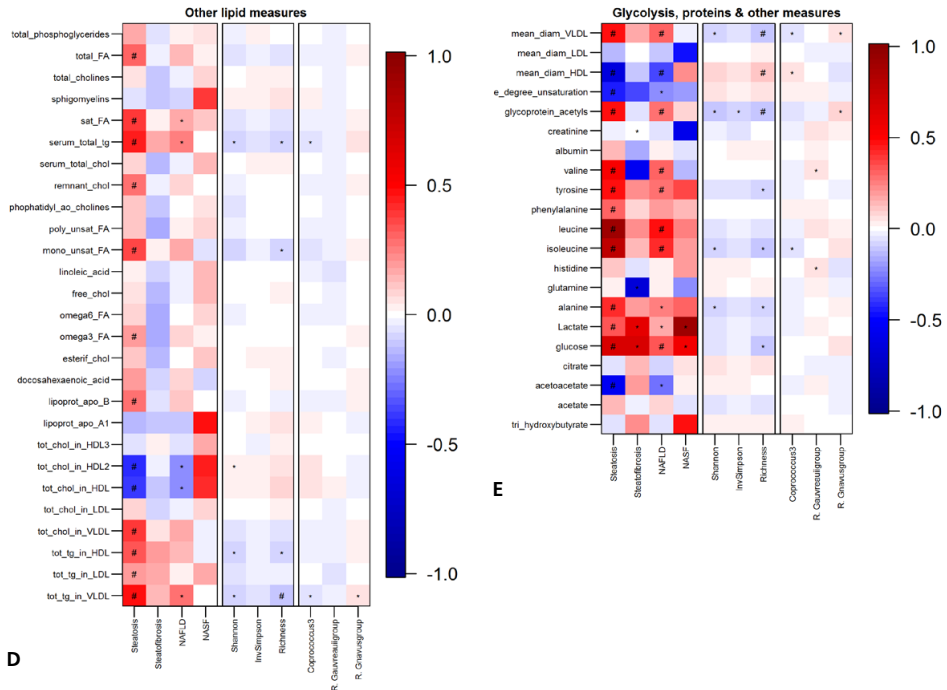 Other lipid measures
total_phosphoglycerides
total_FA #
total_cholines
sphigomyelins
sat_FA # *
serum_total_tg # * * * *
serum_total_chol
remnant_chol #
phophatidyl_ao_cholines
poly_unsat_FA
mono_unsat_FA # *
linoleic_acid
free_chol
omega6_FA
omega3_FA #
esterif_chol
docosahexaenoic_acid
lipoprot_apo_B #
lipoprot_apo_A1
tot_chol_in_HDL3
tot_chol_in_HDL2 # * *
tot_chol_in_HDL # *
tot_chol_in_LDL
tot_chol_in_VLDL #
tot_tg_in_HDL # * *
tot_tg_in_LDL #
tot_tg_in_VLDL # * * # * *
Steatosis
Steatofibrosis
NAFLD
NASF
Shannon
InvSimpson
Richness
Coprococcus3
R. Gauvreauiigroup
R. Gnavusgroup
1.0
0.5
0.0
-0.5
-1.0
D
Glycolysis, proteins & other measures
mean_diam_VLDL # # * # * *
mean_diam_LDL
mean_diam_HDL # # # *
e_degree_unsaturation # *
glycoprotein_acetyls # # * * # *
creatinine *
albumin
valine # # *
tyrosine # # *
phenylalanine #
leucine # #
isoleucine # # * * *
histidine *
glutamine *
alanine # * * *
Lactate # * * *
glucose # * # * *
citrate
acetoacetate # *
acetate
tri_hydroxybutyrate
Steatosis
Steatofibrosis
NAFLD
NASF
Shannon
InvSimpson
Richness
Coprococcus3
R. Gauvreauiigroup
R. Gnavusgroup
1.0
0.5
0.0
-0.5
-1.0
E